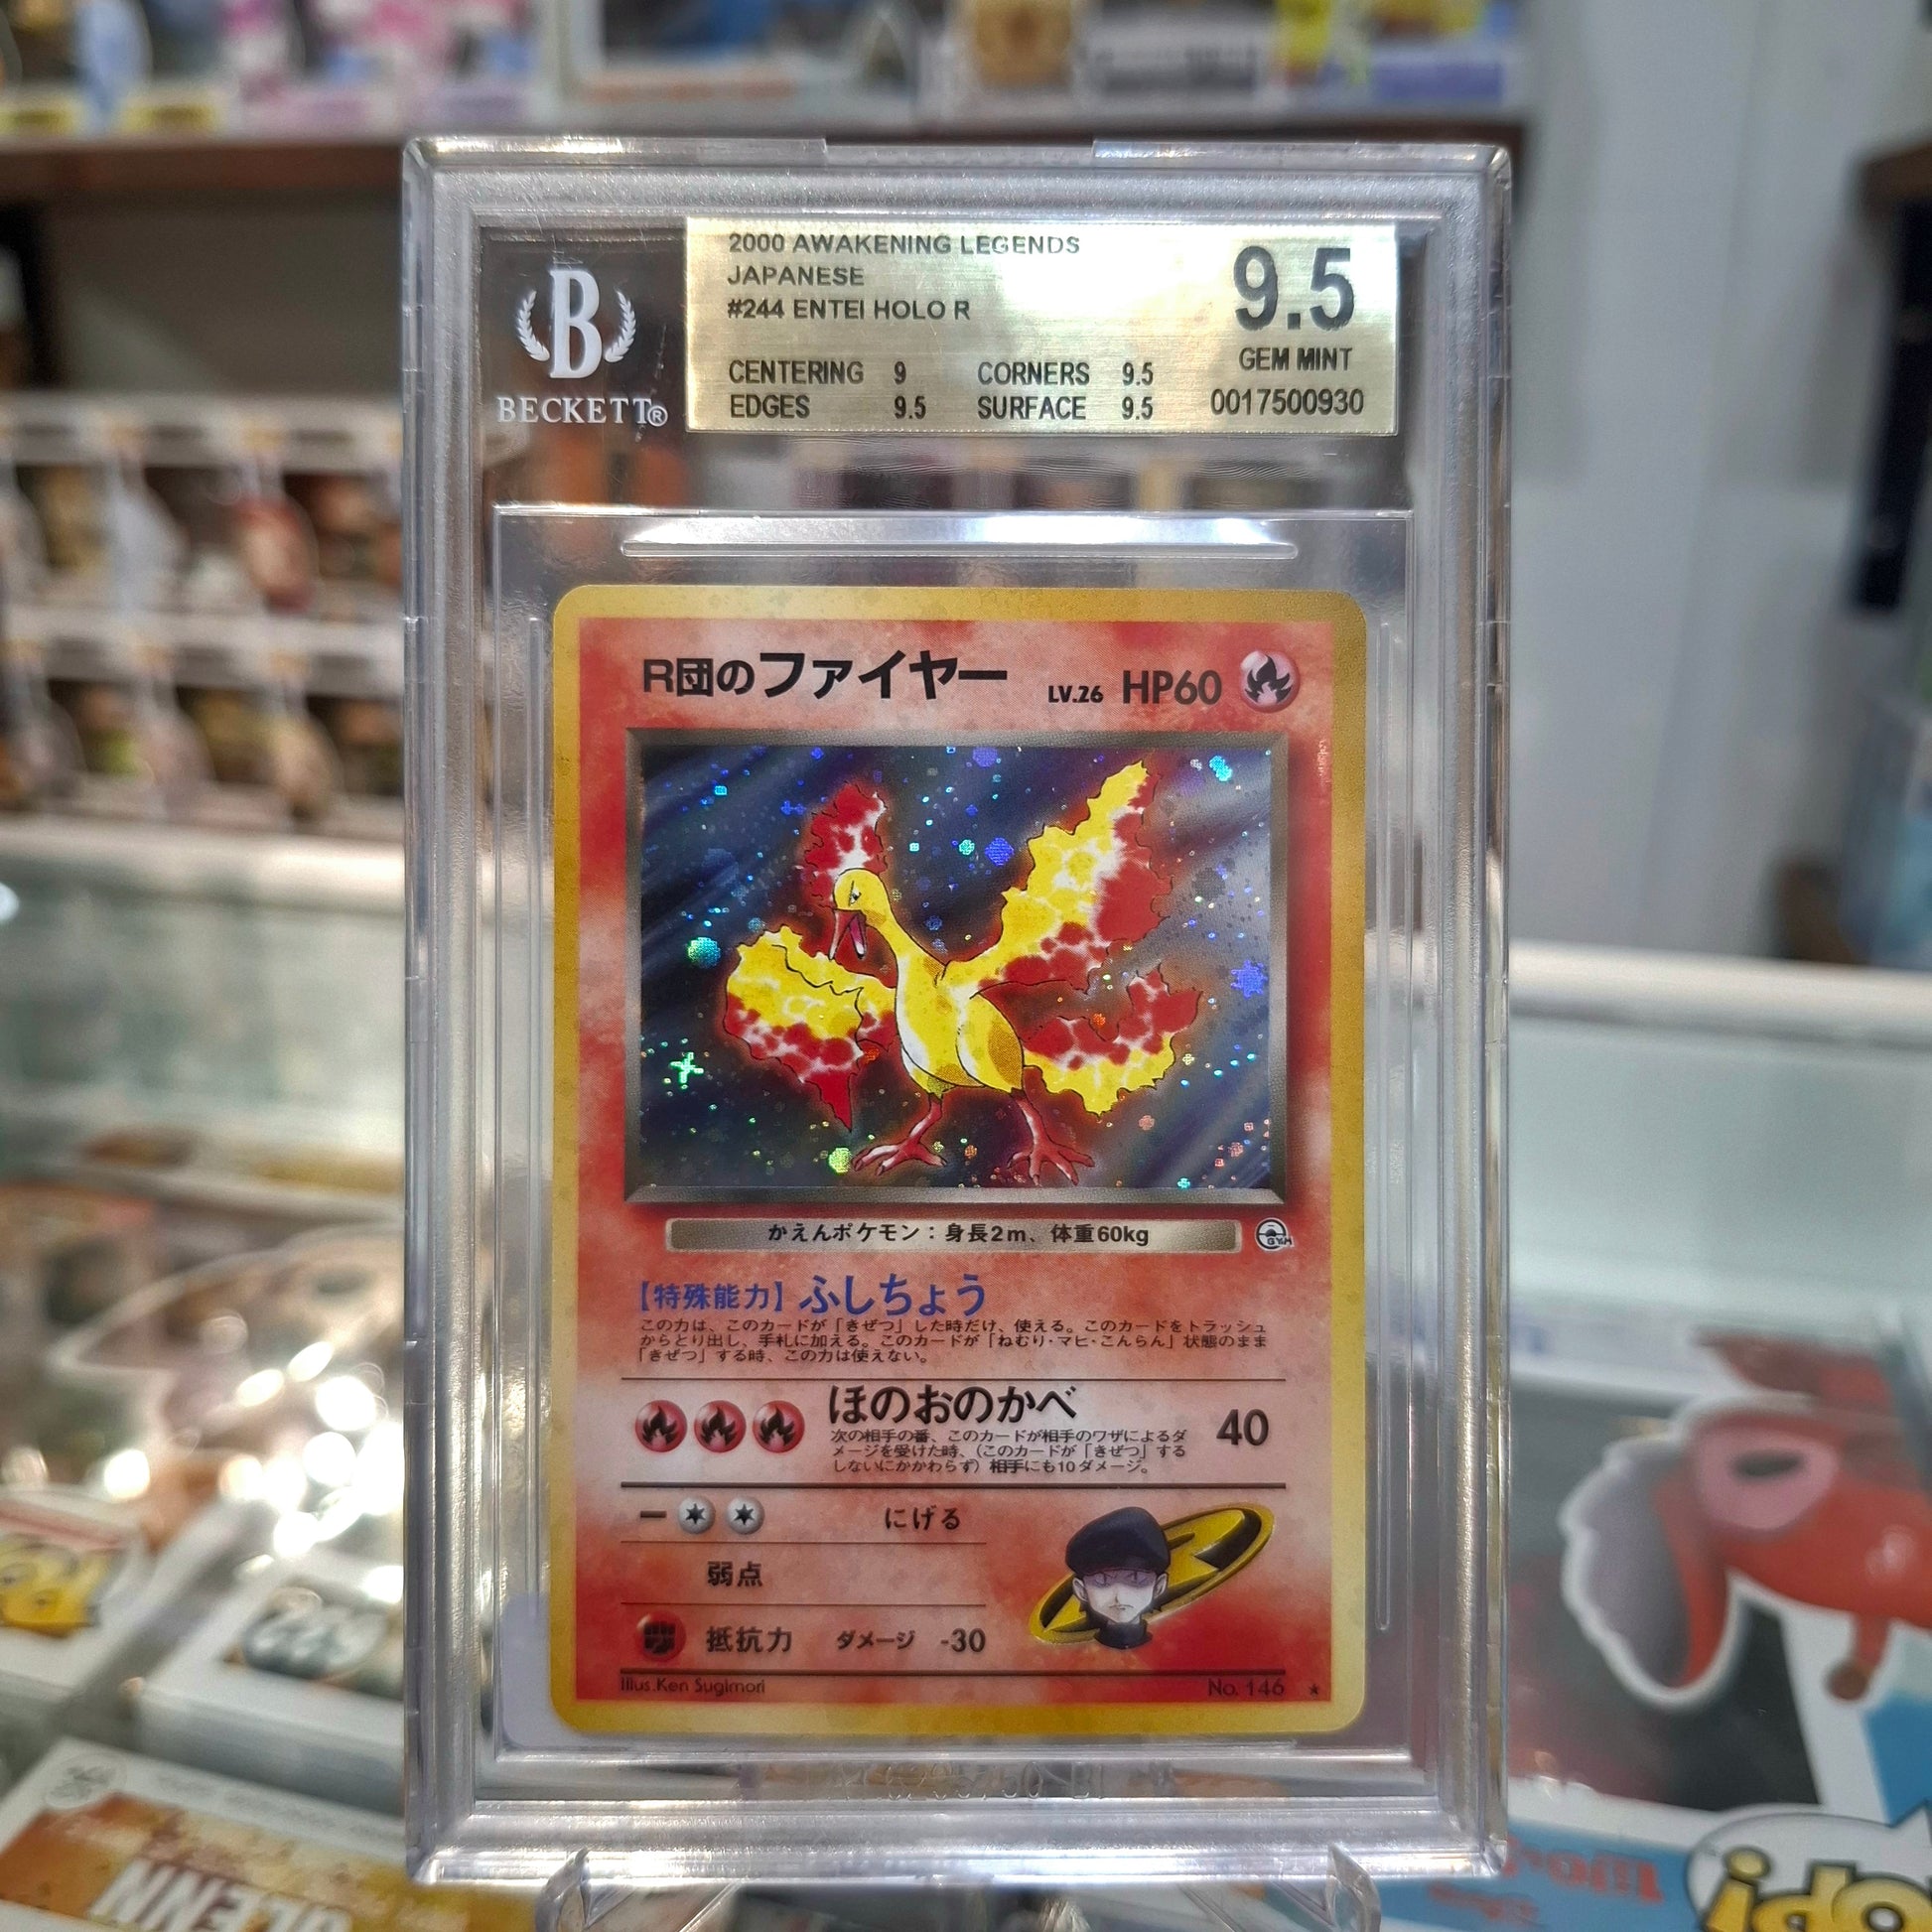 2000 AWAKENING LEGENDS
JAPANESE
#244 ENTEI HOLO R
9.5
GEM MINT
CENTERING 9 CORNERS 9.5
EDGES 9.5 SURFACE 9.5
0017500930
B
BECKETT®
R団のファイヤー LV.26 HP60
かえんポケモン：身長2m、体重60kg
GYM
【特殊能力】ふしちょう
この力は、このカードが「きぜつ」した時だけ、使える。このカードをトラッシュ
からとり出し、手札に加える。このカードが「ねむり・マヒ・こんらん」状態のまま
「きぜつ」する時、この力は使えない。
ほのおのかべ 40
次の相手の番、このカードが相手のワザによるダ
メージを受けた時、（このカードが「きぜつ」する
しないにかかわらず）相手にも10ダメージ。
にげる
弱点
抵抗力 ダメージ -30
Illus.Ken Sugimori No. 146 ★
GLENN